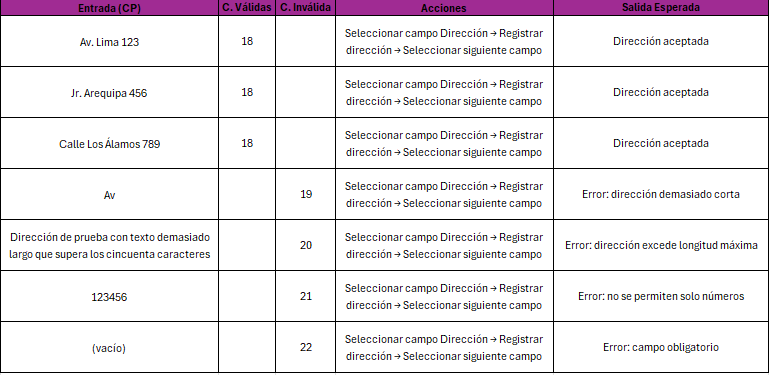 Entrada (CP) C. Válidas C. Inválida Acciones Salida Esperada
Av. Lima 123 18 Seleccionar campo Dirección → Registrar
dirección → Seleccionar siguiente campo Dirección aceptada
Jr. Arequipa 456 18 Seleccionar campo Dirección → Registrar
dirección → Seleccionar siguiente campo Dirección aceptada
Calle Los Álamos 789 18 Seleccionar campo Dirección → Registrar
dirección → Seleccionar siguiente campo Dirección aceptada
Av 19 Seleccionar campo Dirección → Registrar
dirección → Seleccionar siguiente campo Error: dirección demasiado corta
Dirección de prueba con texto demasiado
largo que supera los cincuenta caracteres 20 Seleccionar campo Dirección → Registrar
dirección → Seleccionar siguiente campo Error: dirección excede longitud máxima
123456 21 Seleccionar campo Dirección → Registrar
dirección → Seleccionar siguiente campo Error: no se permiten solo números
(vacío) 22 Seleccionar campo Dirección → Registrar
dirección → Seleccionar siguiente campo Error: campo obligatorio